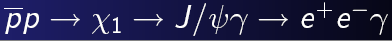 p̅p → χ₁ → J/ψγ → e⁺e⁻γ